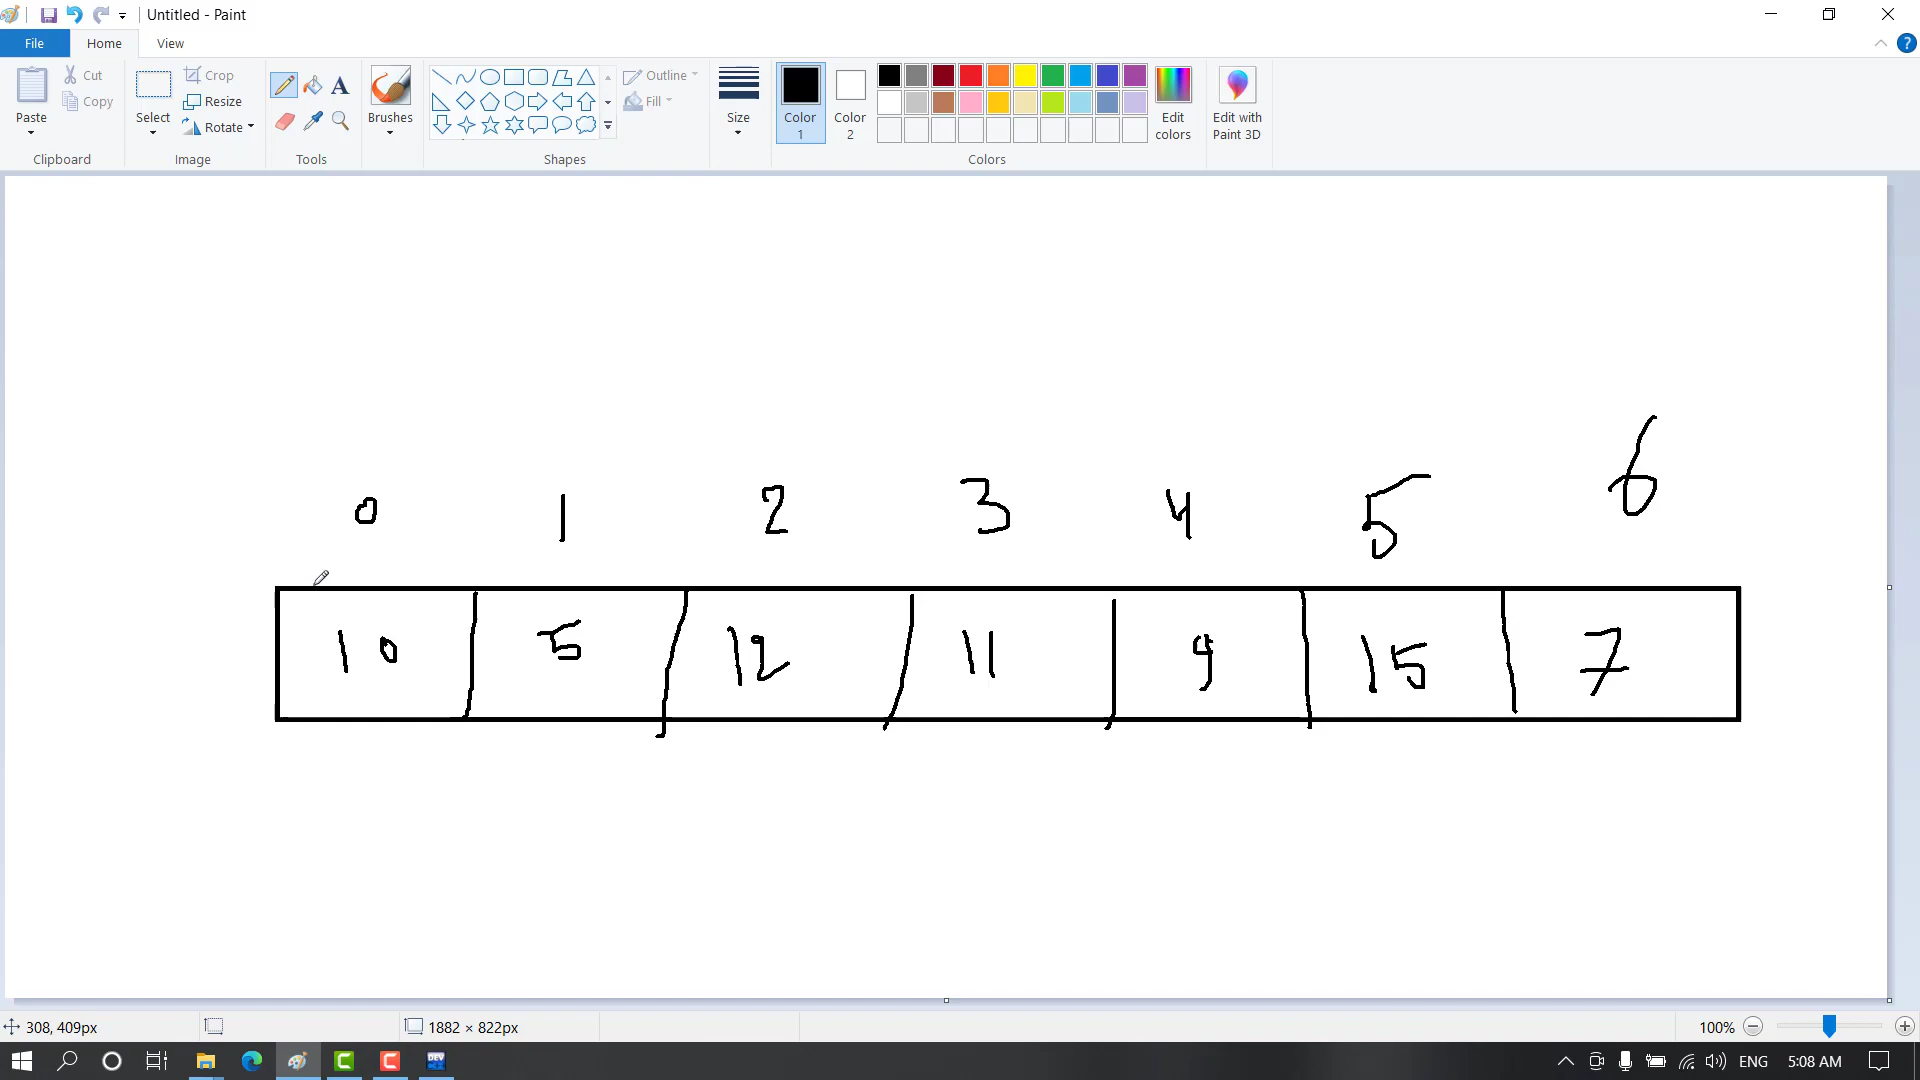 Untitled - Paint
File Home View
Cut
Copy
Paste
Clipboard
Select
Crop
Resize
Rotate
Image
A
Tools
Brushes
Outline
Fill
Shapes
Size
Color 1
Color 2
Edit colors
Colors
Edit with Paint 3D
?
0 1 2 3 4 5 6
10 5 12 11 9 15 7
308, 409px
1882 × 822px
100%
C C DEV
ENG 5:08 AM